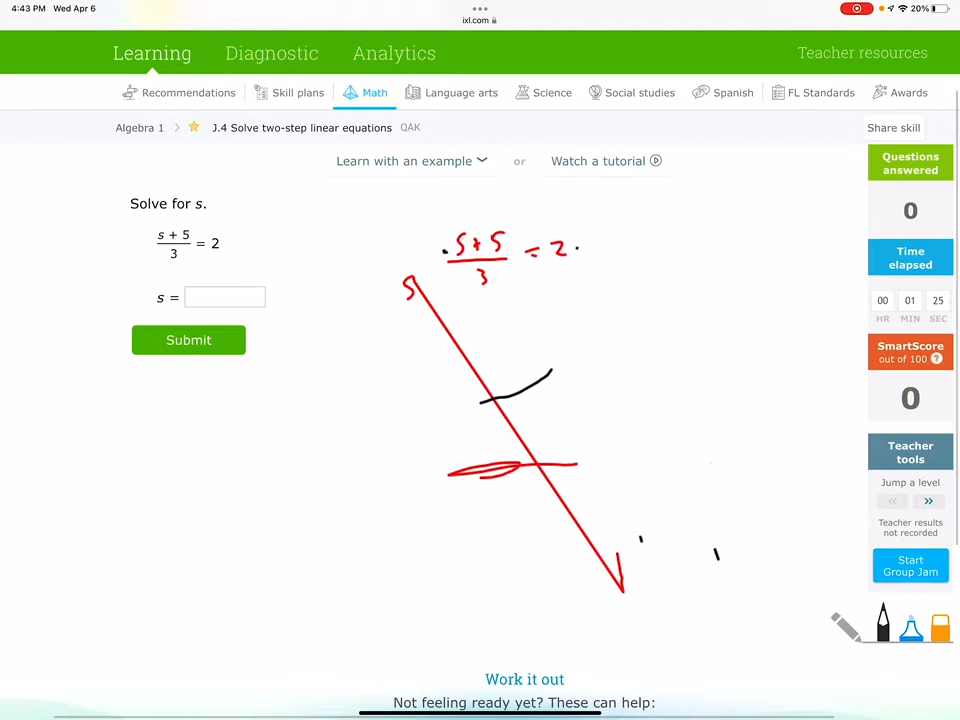 4:43 PM Wed Apr 6
20%
ixl.com
Learning Diagnostic Analytics Teacher resources
Recommendations Skill plans Math Language arts Science Social studies Spanish FL Standards Awards
Algebra 1 > J.4 Solve two-step linear equations QAK
Share skill
Learn with an example or Watch a tutorial
Questions answered
0
Time elapsed
00 01 25
HR MIN SEC
SmartScore
out of 100 ?
0
Teacher tools
Jump a level
<< >>
Teacher results not recorded
Start Group Jam
Solve for s.
s + 5
3
= 2
s =
Submit
s + 5
3
= 2
s
Work it out
Not feeling ready yet? These can help: